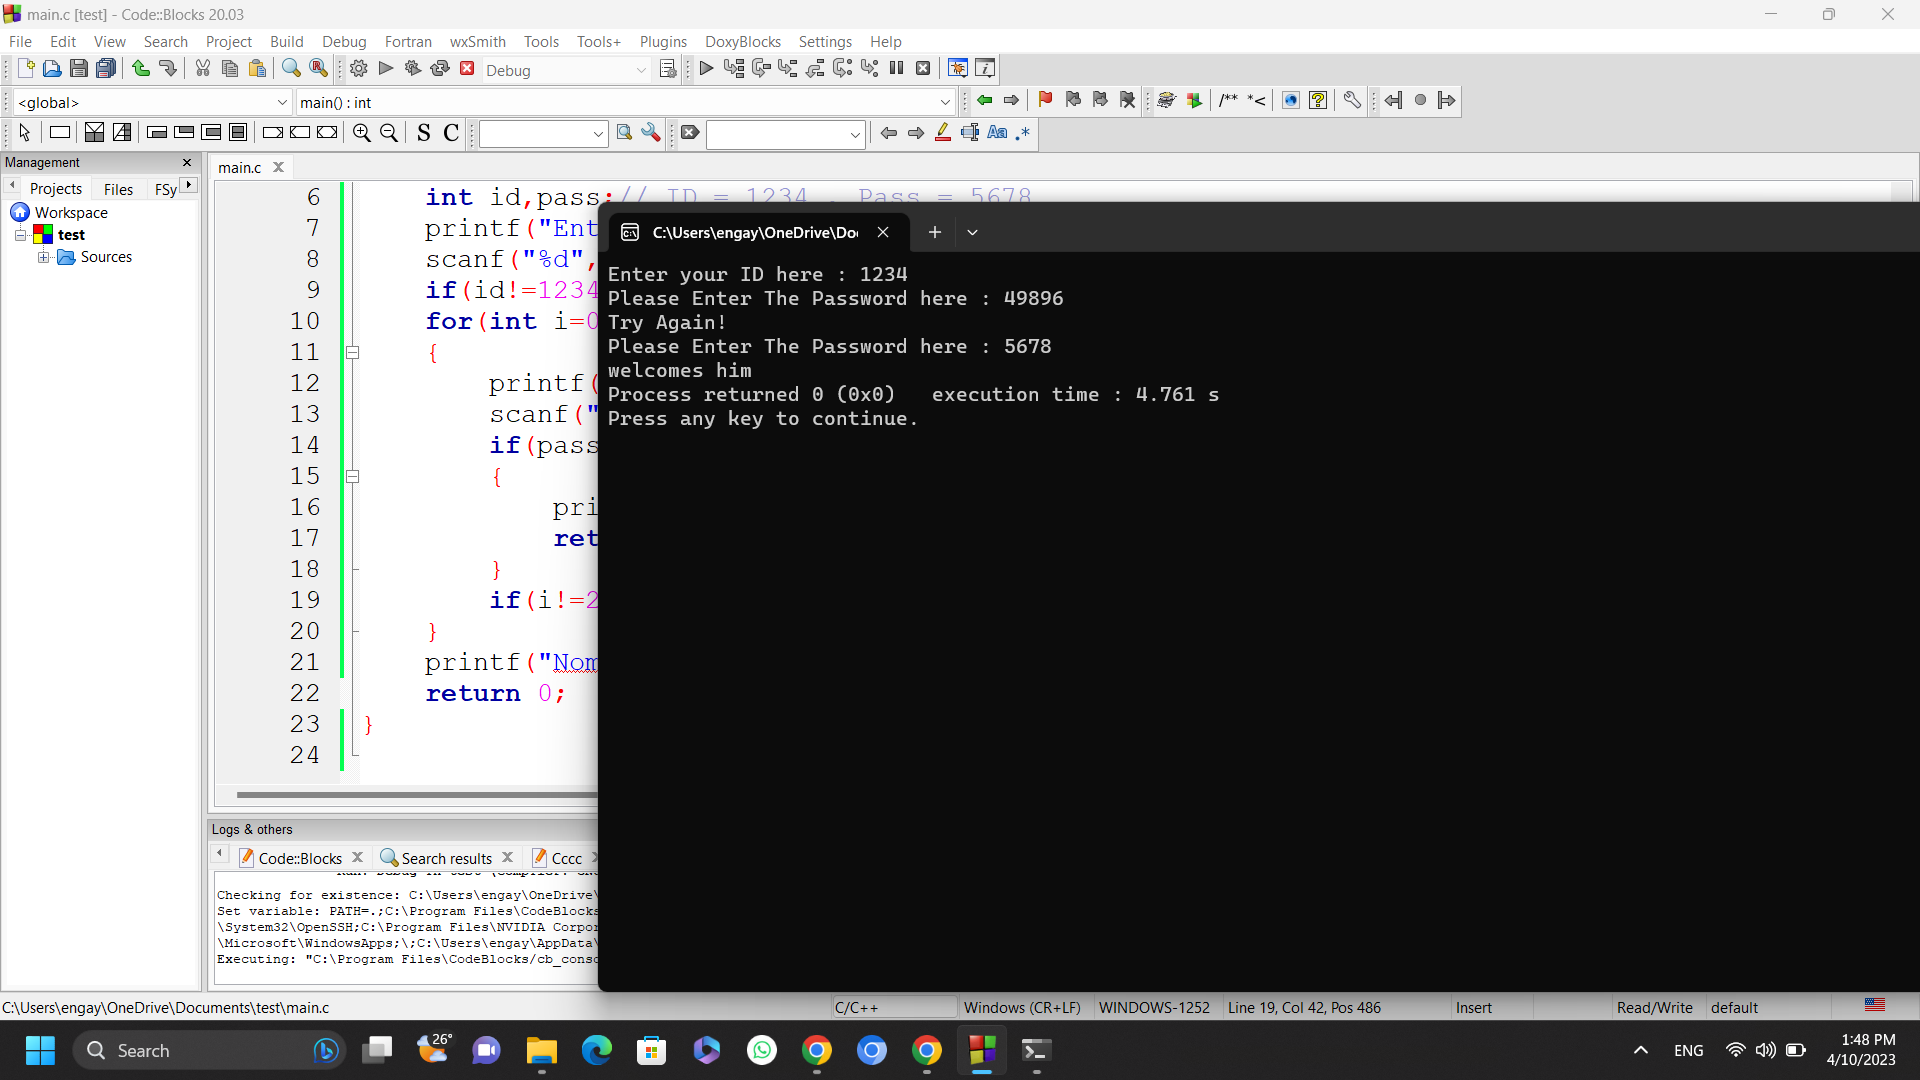 main.c [test] - Code::Blocks 20.03
File Edit View Search Project Build Debug Fortran wxSmith Tools Tools+ Plugins DoxyBlocks Settings Help
Debug
<global> main() : int
/** *<
S C Aa .*
Management
main.c
Projects Files FSy
Workspace
test
Sources
6 int id,pass;// ID = 1234 , Pass = 5678
7 printf("Ent
8 scanf("%d",
9 if(id!=1234
10 for(int i=0
11 {
12 printf(
13 scanf("
14 if(pass
15 {
16 pri
17 ret
18 }
19 if(i!=2
20 }
21 printf("Nom
22 return 0;
23 }
24
C:\Users\engay\OneDrive\Do
Enter your ID here : 1234
Please Enter The Password here : 49896
Try Again!
Please Enter The Password here : 5678
welcomes him
Process returned 0 (0x0)   execution time : 4.761 s
Press any key to continue.
Logs & others
Code::Blocks Search results Cccc
Checking for existence: C:\Users\engay\OneDrive\
Set variable: PATH=.;C:\Program Files\CodeBlocks
\System32\OpenSSH;C:\Program Files\NVIDIA Corpor
\Microsoft\WindowsApps;\;C:\Users\engay\AppData\
Executing: "C:\Program Files\CodeBlocks/cb_conso
C:\Users\engay\OneDrive\Documents\test\main.c C/C++ Windows (CR+LF) WINDOWS-1252 Line 19, Col 42, Pos 486 Insert Read/Write default
Search 26° ENG 1:48 PM
4/10/2023